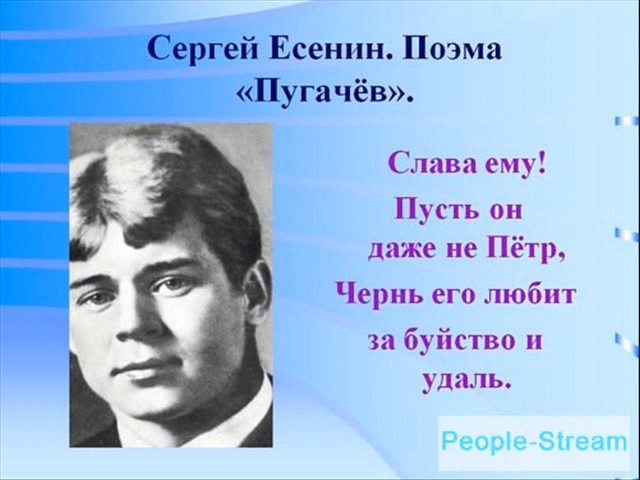 Сергей Есенин. Поэма
«Пугачёв».
Слава ему!
Пусть он
даже не Пётр,
Чернь его любит
за буйство и
удаль.
People-Stream